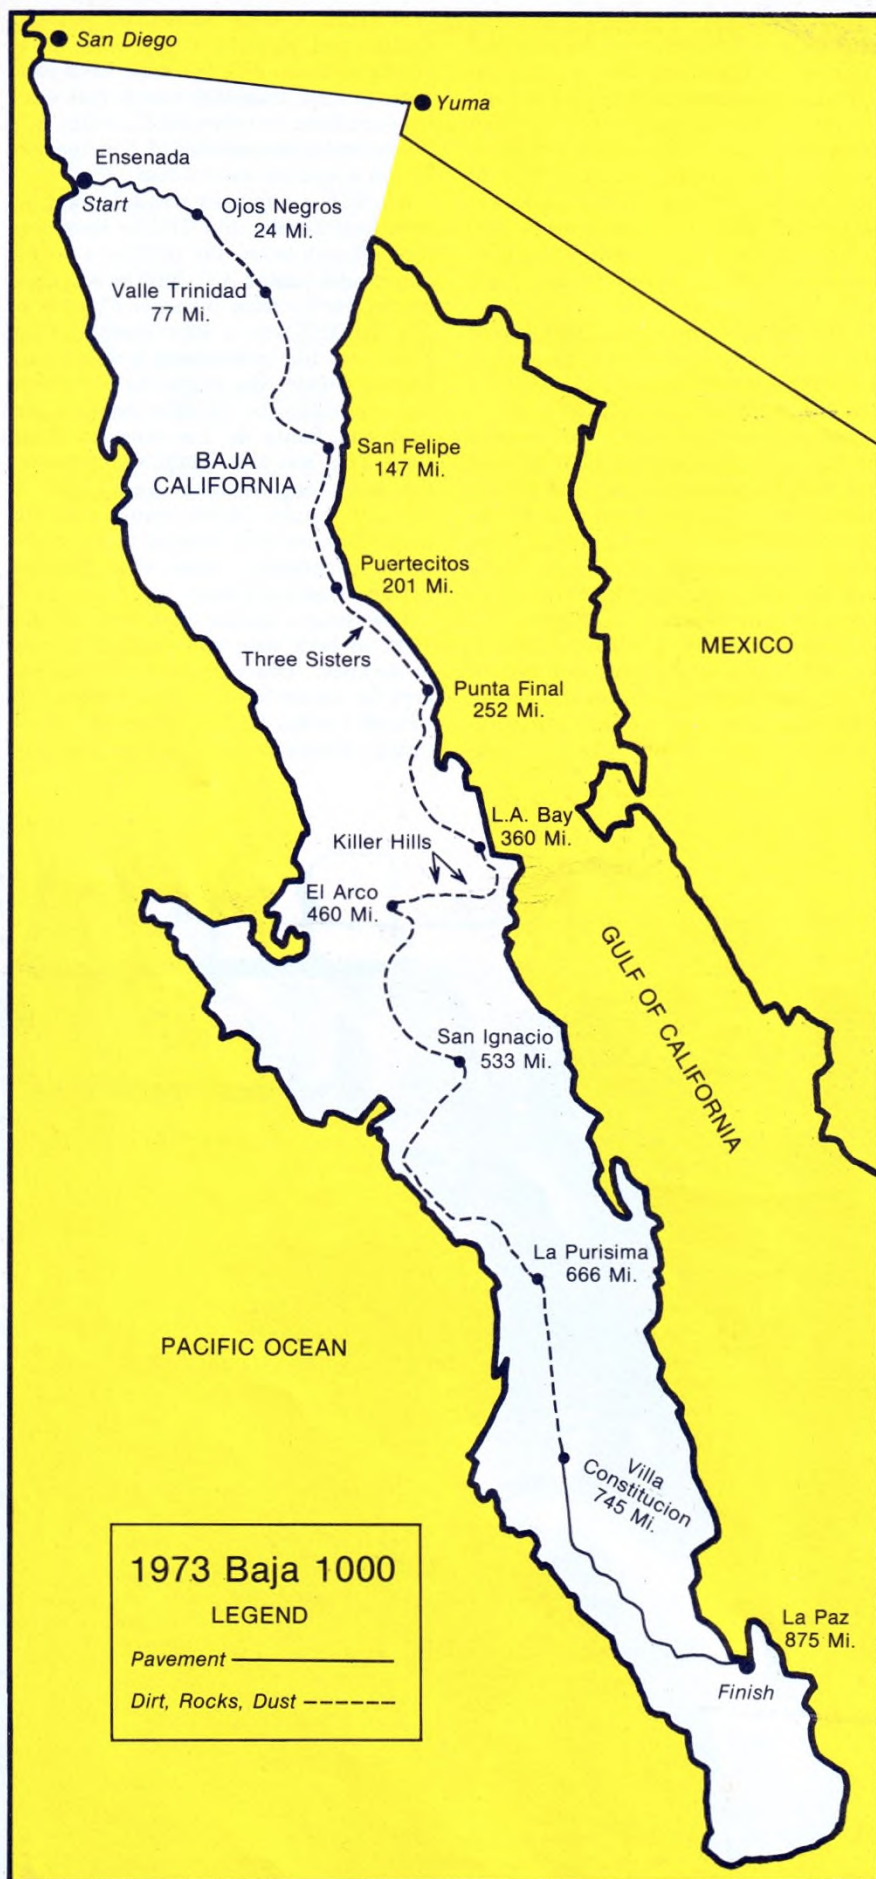 San Diego
Yuma
Ensenada
Start
Ojos Negros
24 Mi.
Valle Trinidad
77 Mi.
BAJA
CALIFORNIA
San Felipe
147 Mi.
Puertecitos
201 Mi.
Three Sisters
MEXICO
Punta Final
252 Mi.
L.A. Bay
360 Mi.
Killer Hills
El Arco
460 Mi.
GULF OF CALIFORNIA
San Ignacio
533 Mi.
La Purisima
666 Mi.
PACIFIC OCEAN
Villa
Constitucion
745 Mi.
1973 Baja 1000
LEGEND
Pavement
Dirt, Rocks, Dust
La Paz
875 Mi.
Finish